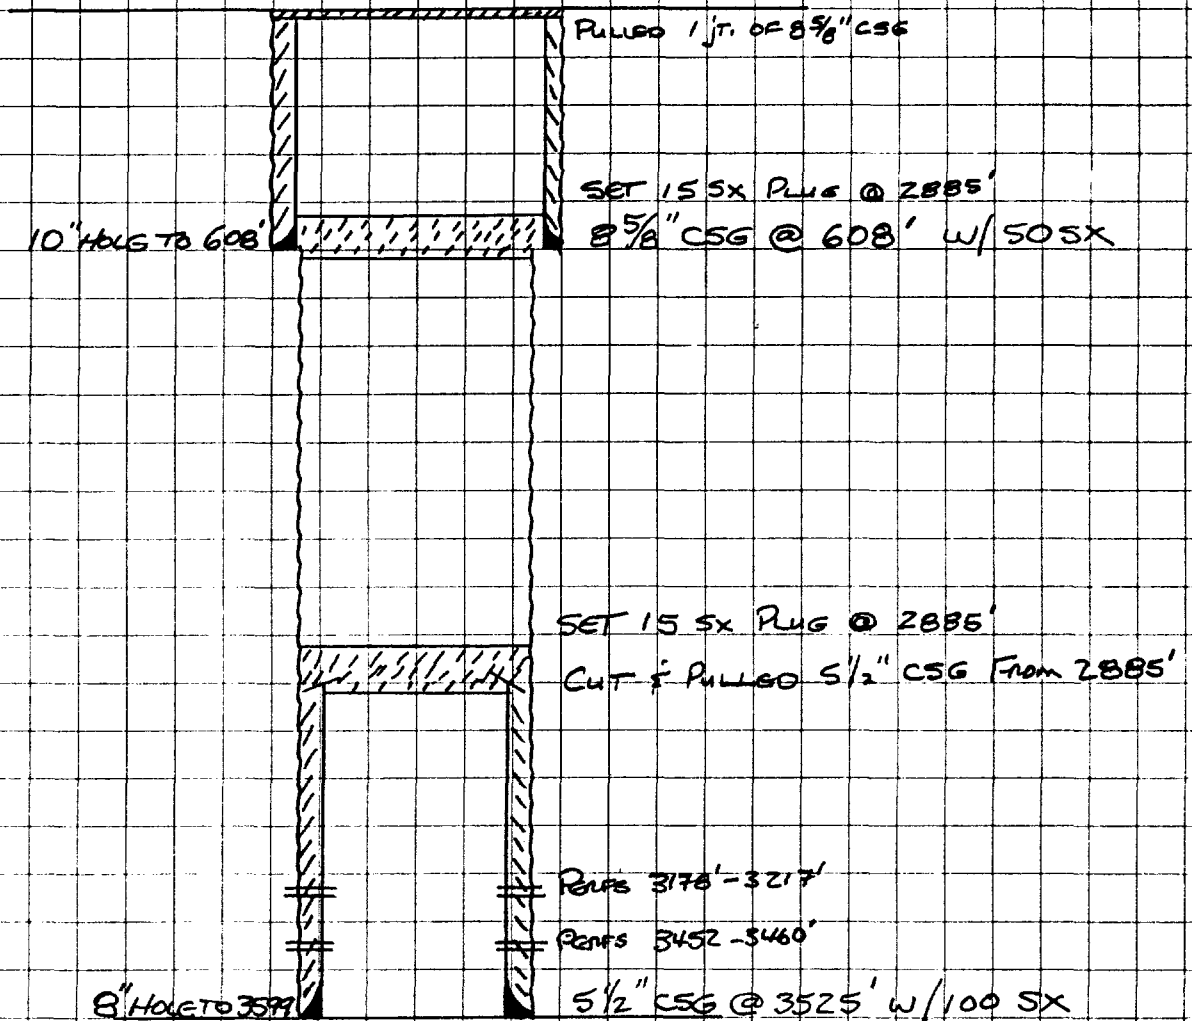 PULLED 1 JT. OF 8 5/8" CSG
SET 15 SX PLUG @ 2885'
10" HOLE TO 608'
8 5/8" CSG @ 608' W/ 50 SX
SET 15 SX PLUG @ 2885'
CUT & PULLED 5 1/2" CSG FROM 2885'
PERFS 3178'-3217'
PERFS 3452-3460'
8" HOLE TO 3599
5 1/2" CSG @ 3525' W/100 SX